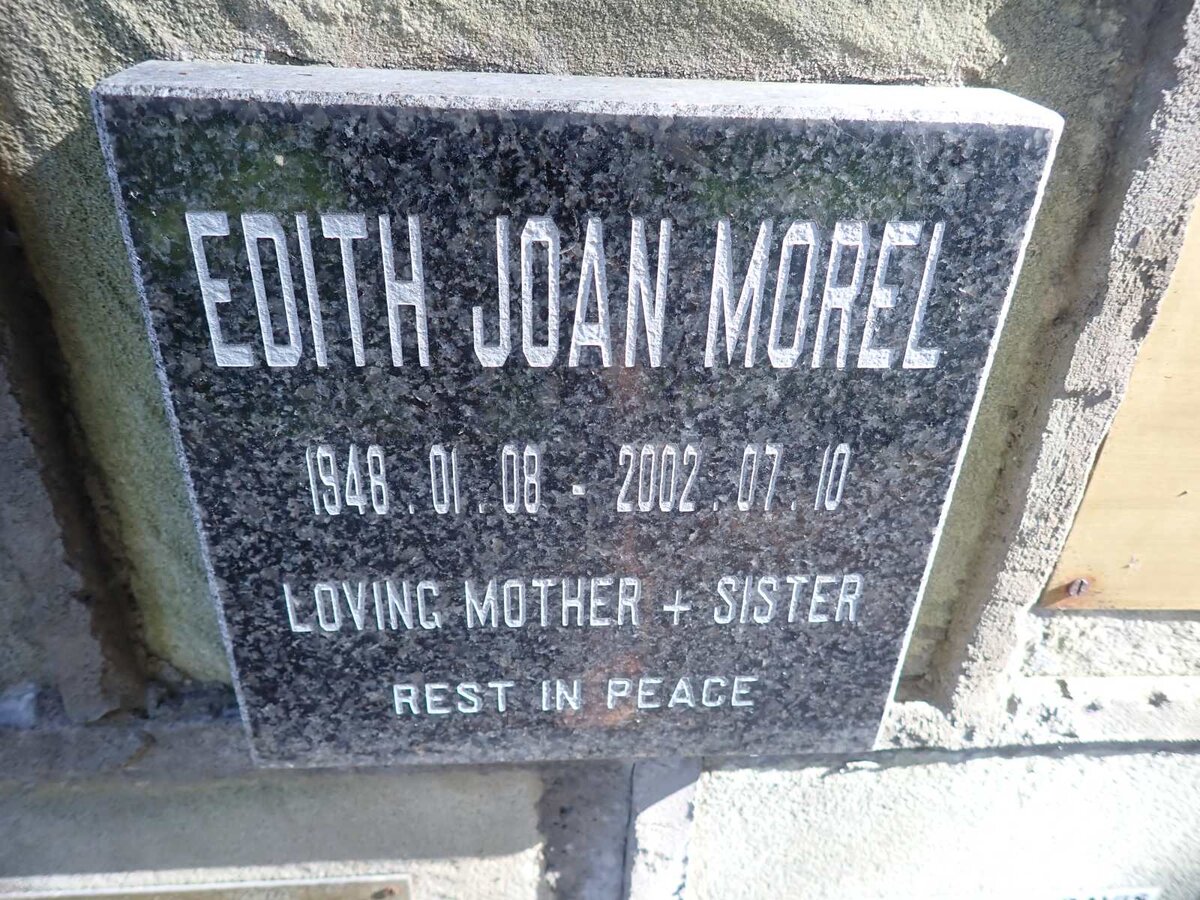 EDITH JOAN MOREL
1948.01.08 - 2002.07.10
LOVING MOTHER + SISTER
REST IN PEACE